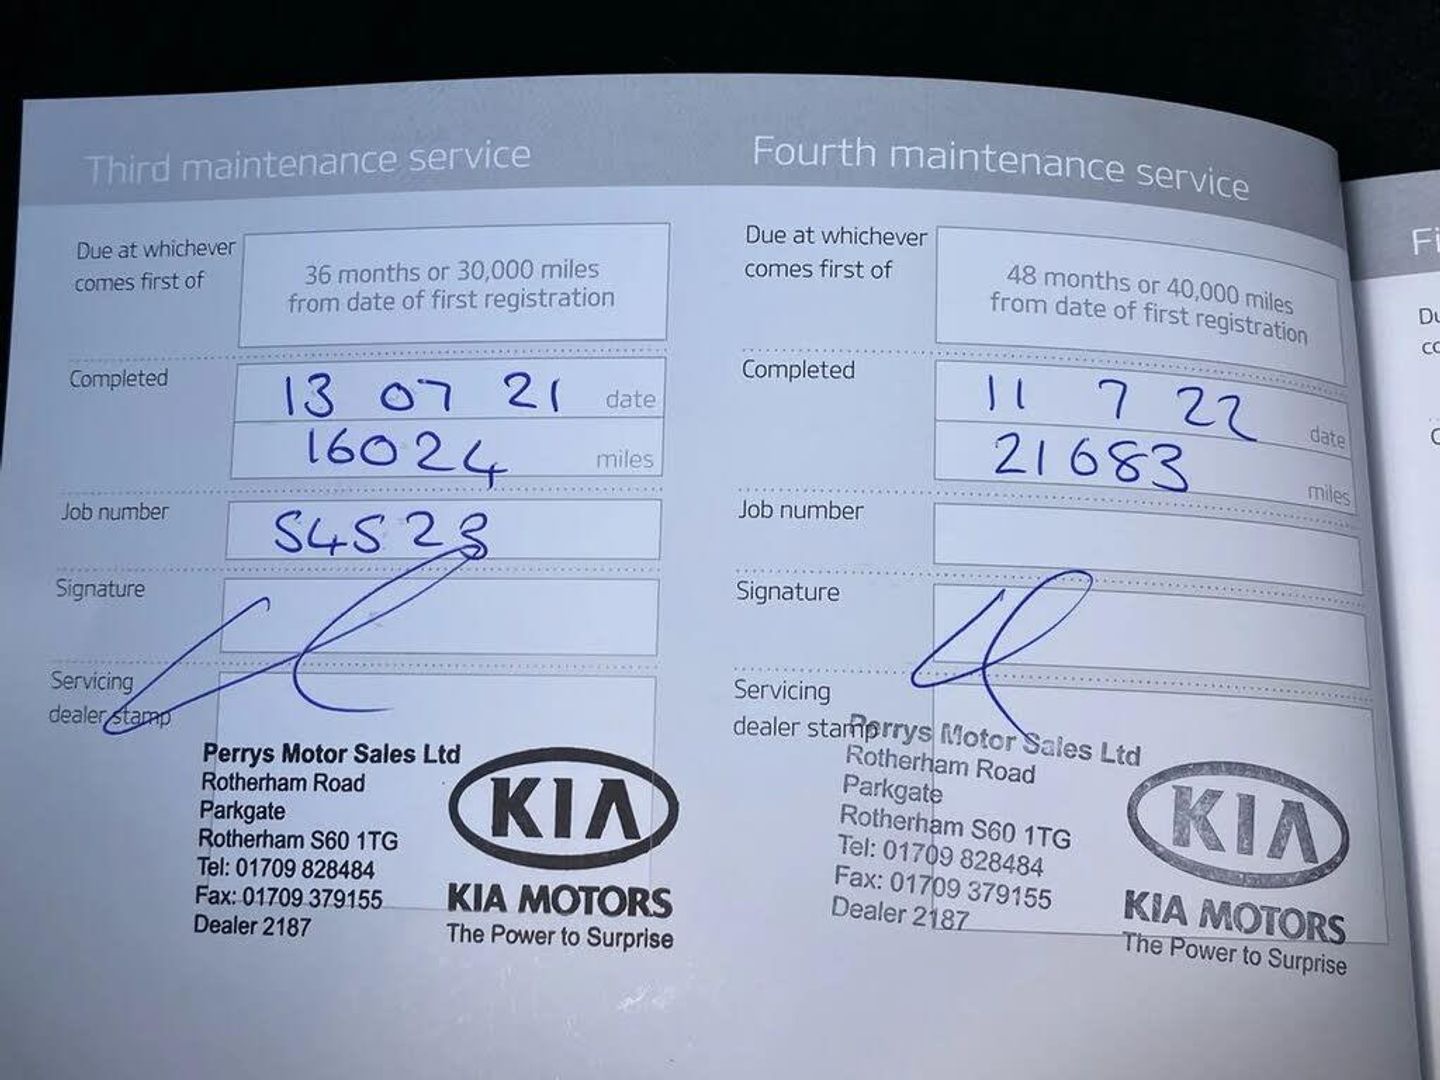 Third maintenance service
Due at whichever
comes first of
36 months or 30,000 miles
from date of first registration
Completed
13 07 21 date
16024 miles
Job number
54523
Signature
Servicing
dealer stamp
Perrys Motor Sales Ltd
Rotherham Road
Parkgate
Rotherham S60 1TG
Tel: 01709 828484
Fax: 01709 379155
Dealer 2187
KIA
KIA MOTORS
The Power to Surprise
Fourth maintenance service
Due at whichever
comes first of
48 months or 40,000 miles
from date of first registration
Completed
11 7 22 date
21683 miles
Job number
Signature
Servicing
dealer stamp
Perrys Motor Sales Ltd
Rotherham Road
Parkgate
Rotherham S60 1TG
Tel: 01709 828484
Fax: 01709 379155
Dealer 2187
KIA
KIA MOTORS
The Power to Surprise